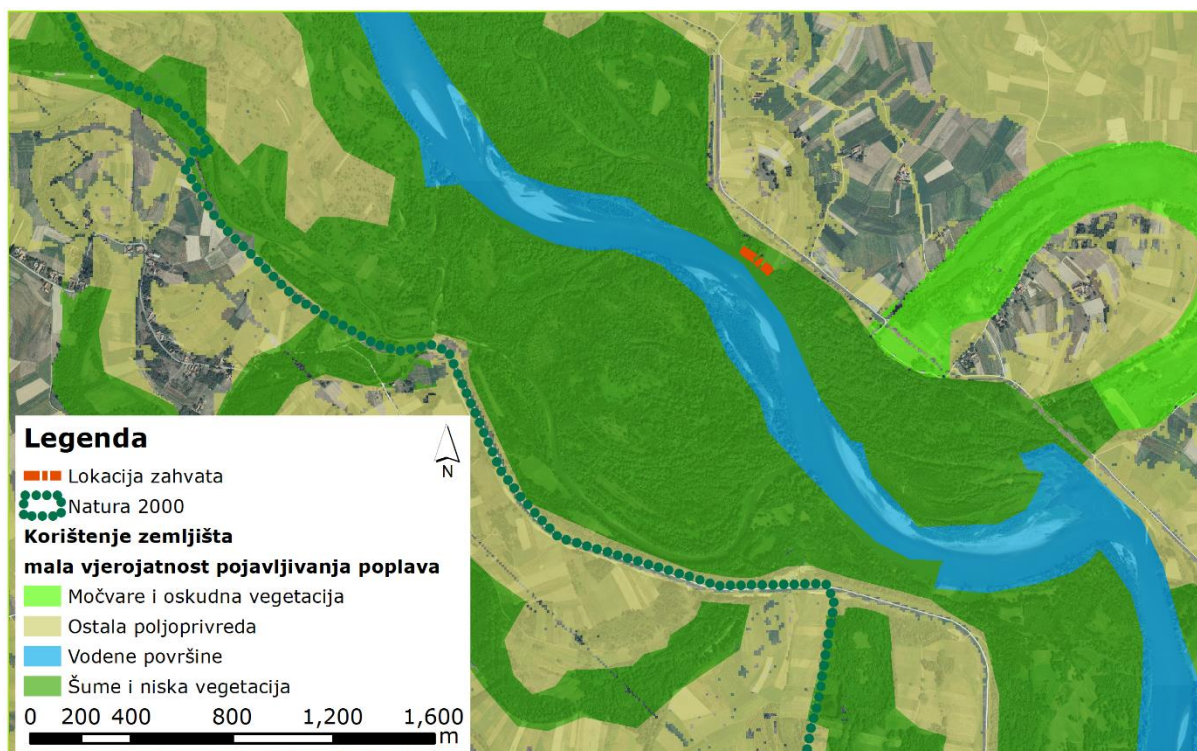 Legenda
N
Lokacija zahvata
Natura 2000
Korištenje zemljišta
mala vjerojatnost pojavljivanja poplava
Močvare i oskudna vegetacija
Ostala poljoprivreda
Vodene površine
Šume i niska vegetacija
0 200 400 800 1,200 1,600
m